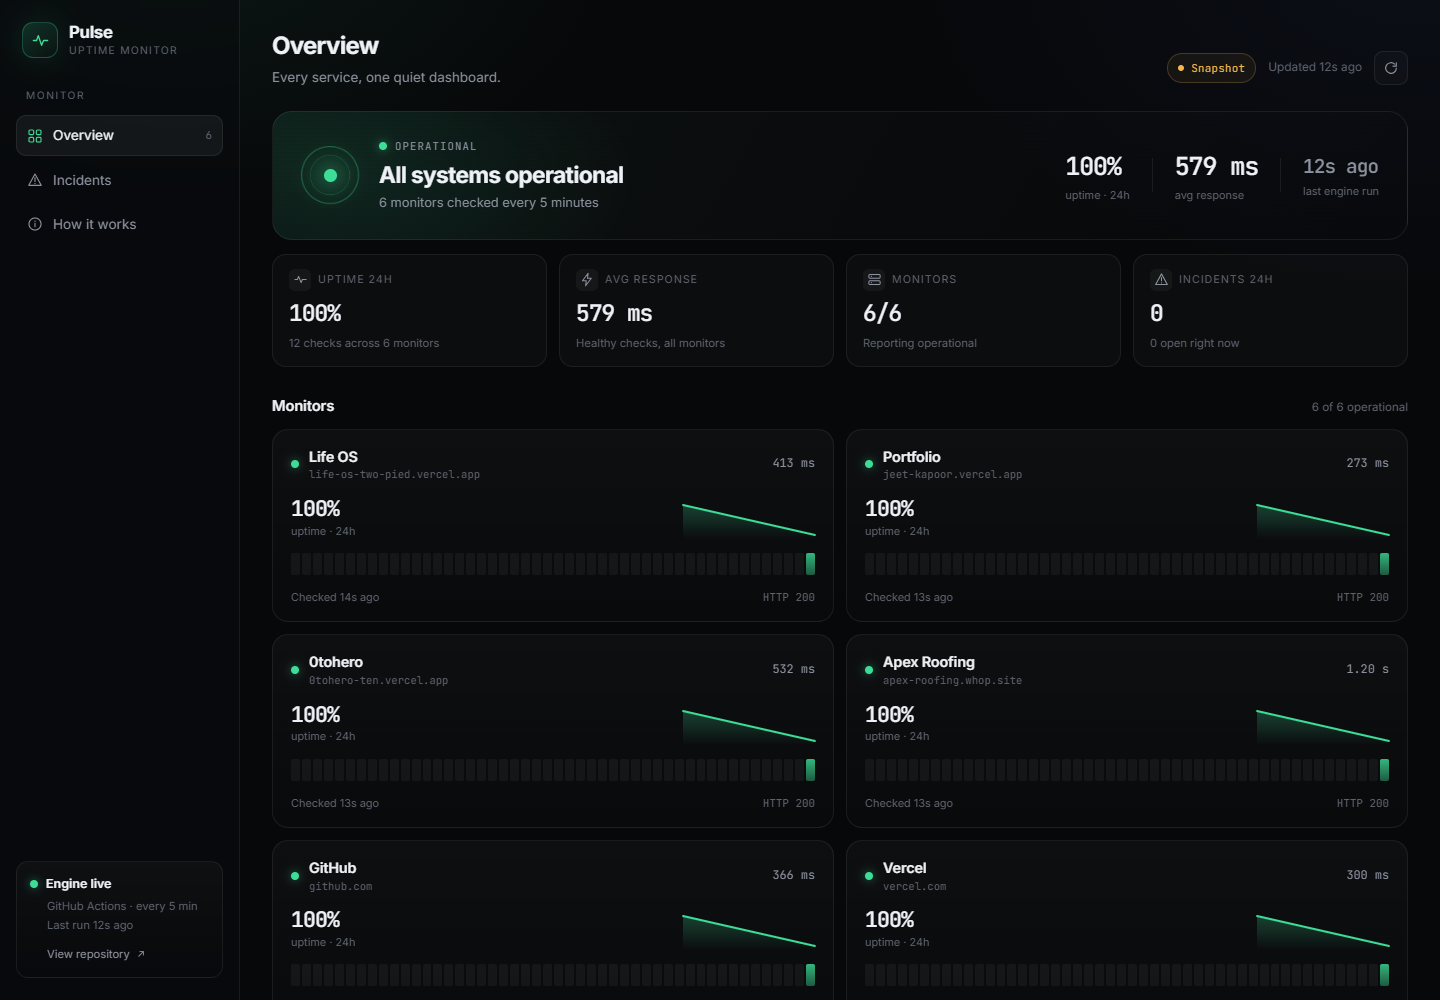 Pulse
UPTIME MONITOR
MONITOR
Overview 6
Incidents
How it works
Engine live
GitHub Actions · every 5 min
Last run 12s ago
View repository ↗
Overview
Every service, one quiet dashboard.
Snapshot
Updated 12s ago
OPERATIONAL
All systems operational
6 monitors checked every 5 minutes
100%
uptime · 24h
579 ms
avg response
12s ago
last engine run
UPTIME 24H
100%
12 checks across 6 monitors
AVG RESPONSE
579 ms
Healthy checks, all monitors
MONITORS
6/6
Reporting operational
INCIDENTS 24H
0
0 open right now
Monitors
6 of 6 operational
Life OS
life-os-two-pied.vercel.app
413 ms
100%
uptime · 24h
Checked 14s ago
HTTP 200
Portfolio
jeet-kapoor.vercel.app
273 ms
100%
uptime · 24h
Checked 13s ago
HTTP 200
0tohero
0tohero-ten.vercel.app
532 ms
100%
uptime · 24h
Checked 13s ago
HTTP 200
Apex Roofing
apex-roofing.whop.site
1.20 s
100%
uptime · 24h
Checked 13s ago
HTTP 200
GitHub
github.com
366 ms
100%
uptime · 24h
Vercel
vercel.com
300 ms
100%
uptime · 24h